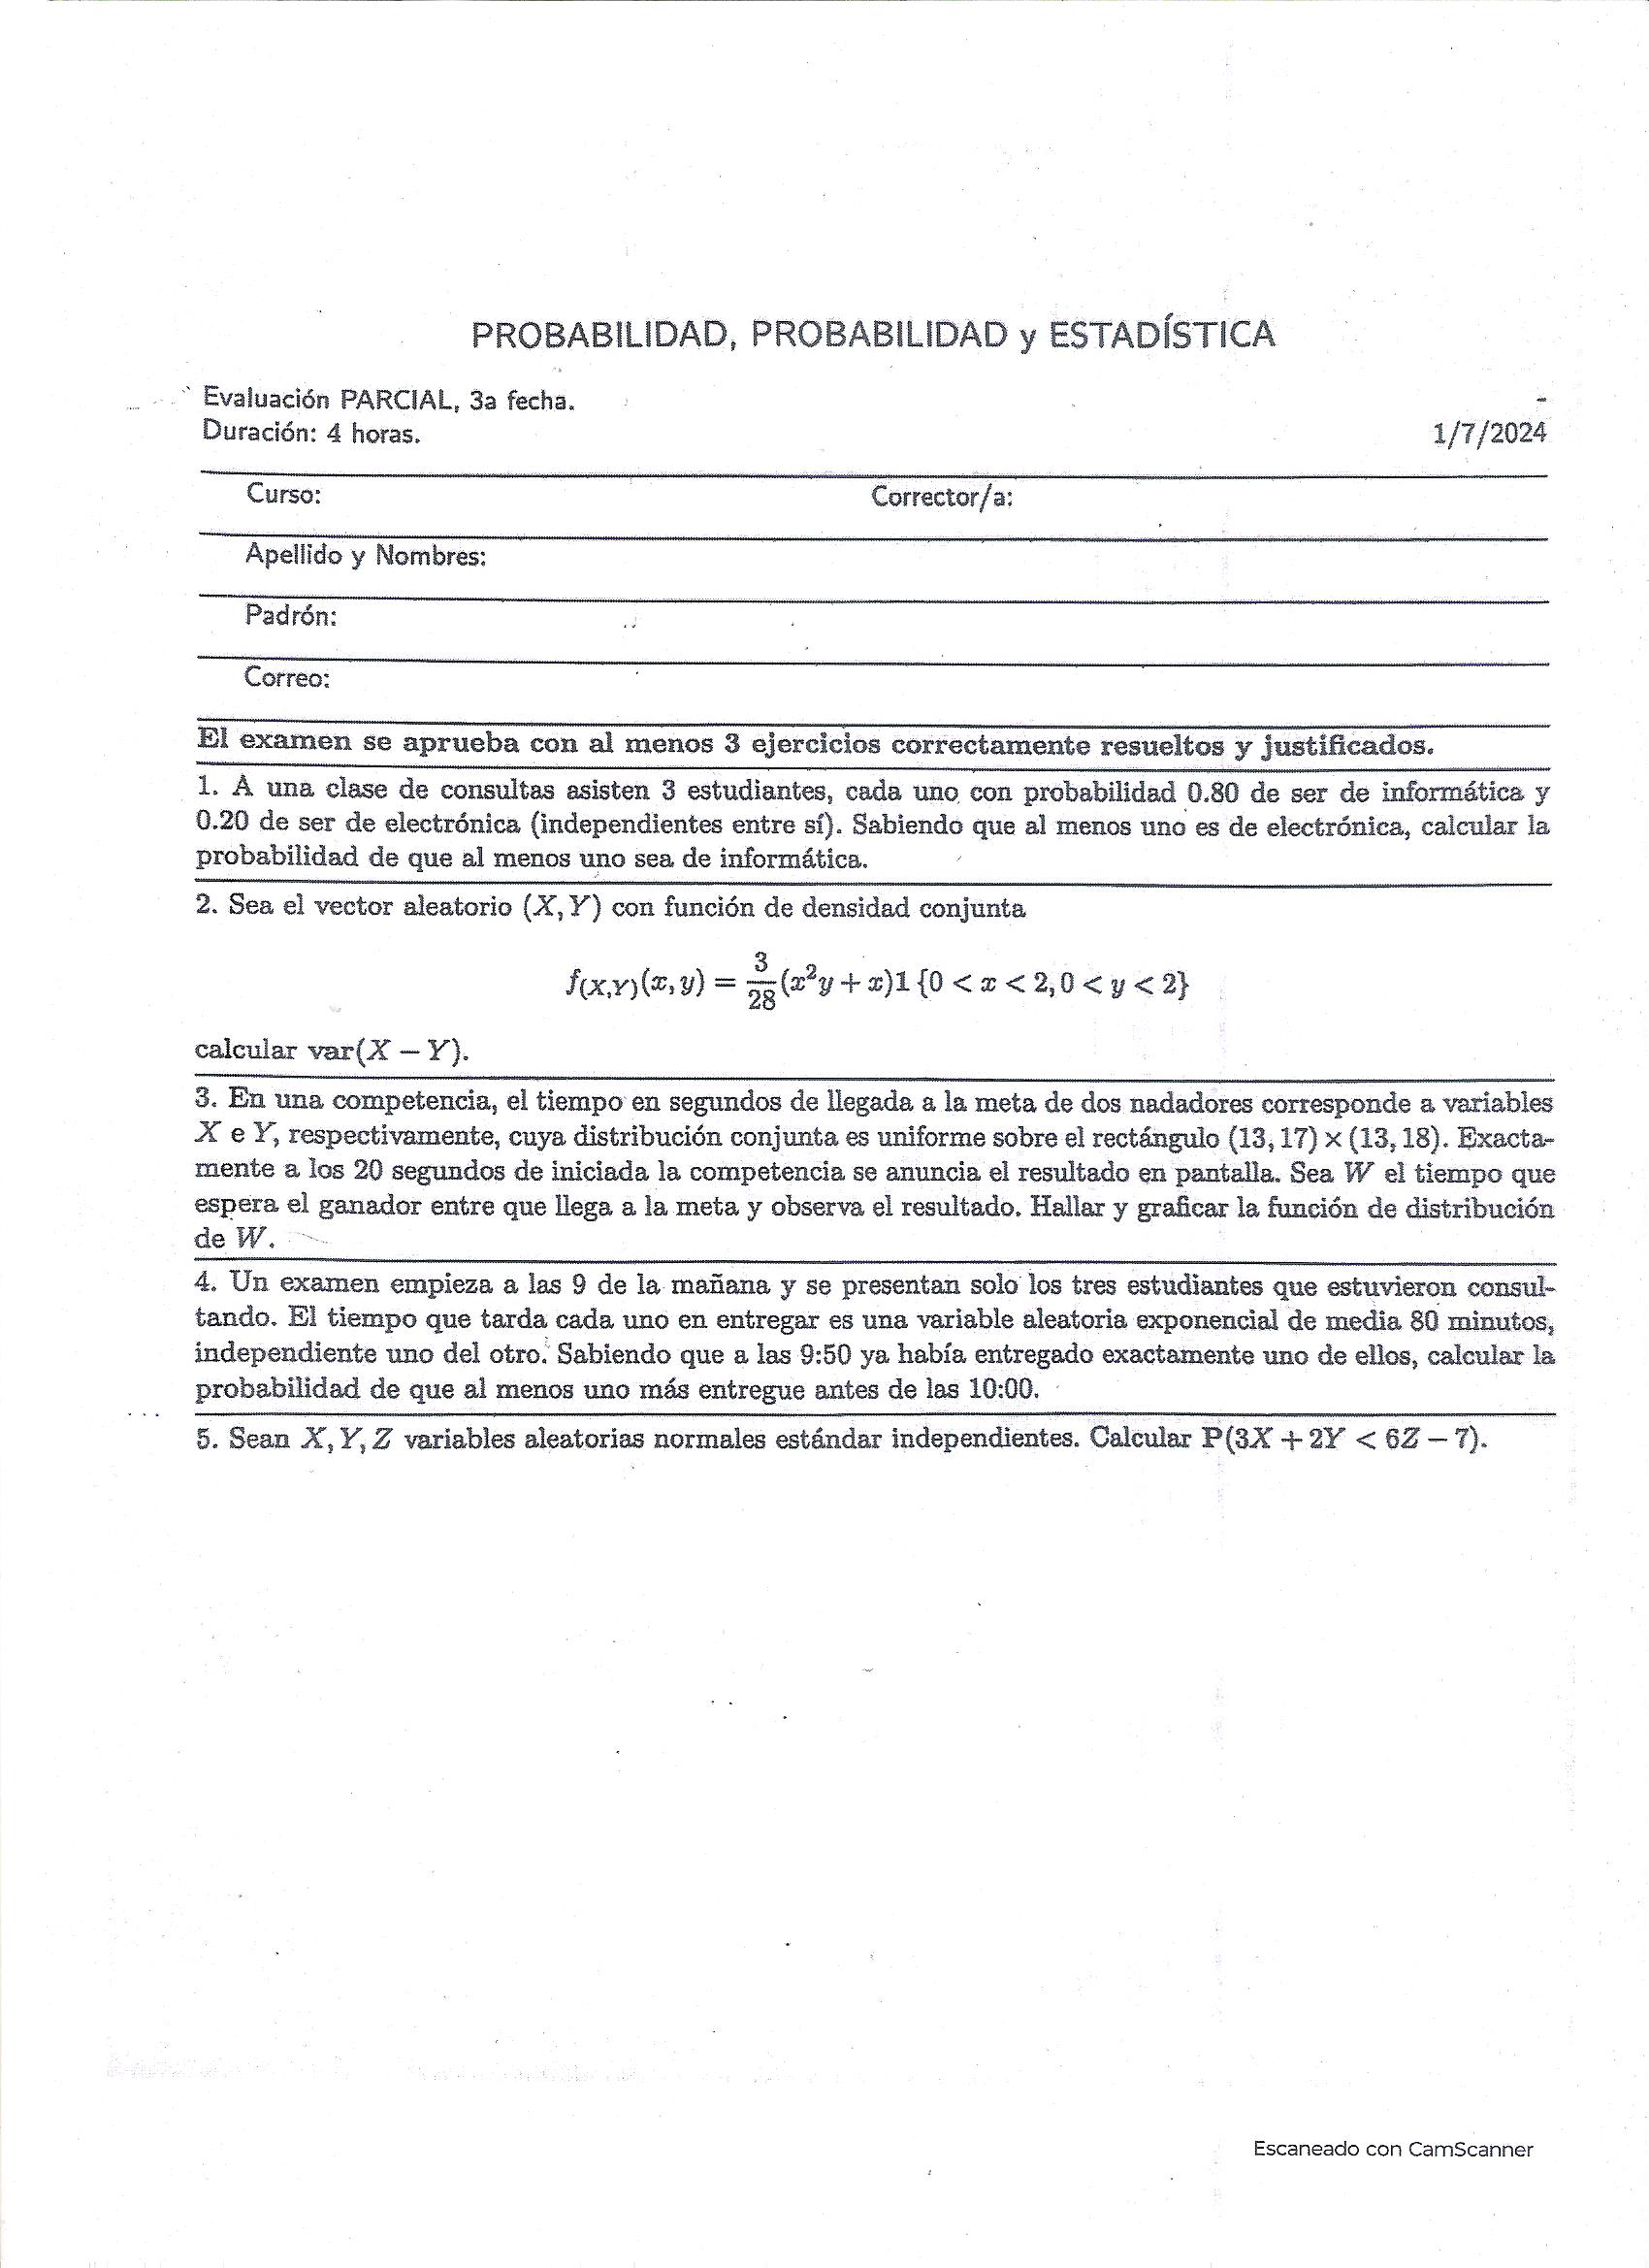 PROBABILIDAD, PROBABILIDAD y ESTADÍSTICA
Evaluación PARCIAL, 3a fecha.
Duración: 4 horas.
1/7/2024
Curso:
Corrector/a:
Apellido y Nombres:
Padrón:
Correo:
El examen se aprueba con al menos 3 ejercicios correctamente resueltos y justificados.
1. A una clase de consultas asisten 3 estudiantes, cada uno con probabilidad 0.80 de ser de informática y
0.20 de ser de electrónica (independientes entre sí). Sabiendo que al menos uno es de electrónica, calcular la
probabilidad de que al menos uno sea de informática.
2. Sea el vector aleatorio (X, Y) con función de densidad conjunta
f(X,Y)(x, y) = 3/28 (x²y + x)1 {0 < x < 2, 0 < y < 2}
calcular var(X − Y).
3. En una competencia, el tiempo en segundos de llegada a la meta de dos nadadores corresponde a variables
X e Y, respectivamente, cuya distribución conjunta es uniforme sobre el rectángulo (13, 17) × (13, 18). Exacta-
mente a los 20 segundos de iniciada la competencia se anuncia el resultado en pantalla. Sea W el tiempo que
espera el ganador entre que llega a la meta y observa el resultado. Hallar y graficar la función de distribución
de W.
4. Un examen empieza a las 9 de la mañana y se presentan solo los tres estudiantes que estuvieron consul-
tando. El tiempo que tarda cada uno en entregar es una variable aleatoria exponencial de media 80 minutos,
independiente uno del otro. Sabiendo que a las 9:50 ya había entregado exactamente uno de ellos, calcular la
probabilidad de que al menos uno más entregue antes de las 10:00.
5. Sean X, Y, Z variables aleatorias normales estándar independientes. Calcular P(3X + 2Y < 6Z − 7).
Escaneado con CamScanner